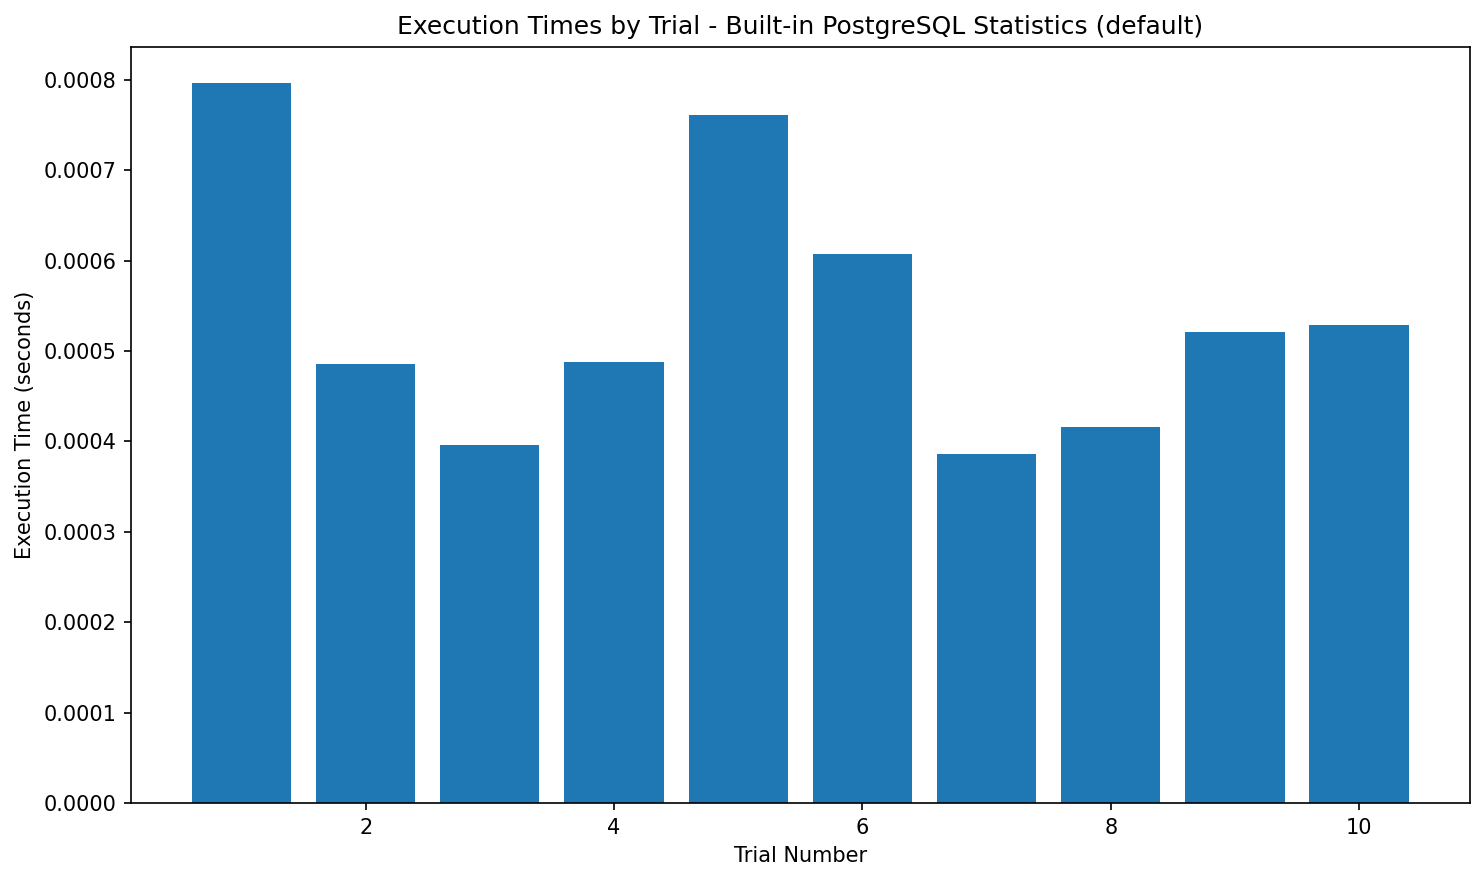 Execution Times by Trial - Built-in PostgreSQL Statistics (default)
Execution Time (seconds)
0.0008
0.0007
0.0006
0.0005
0.0004
0.0003
0.0002
0.0001
0.0000
2 4 6 8 10
Trial Number